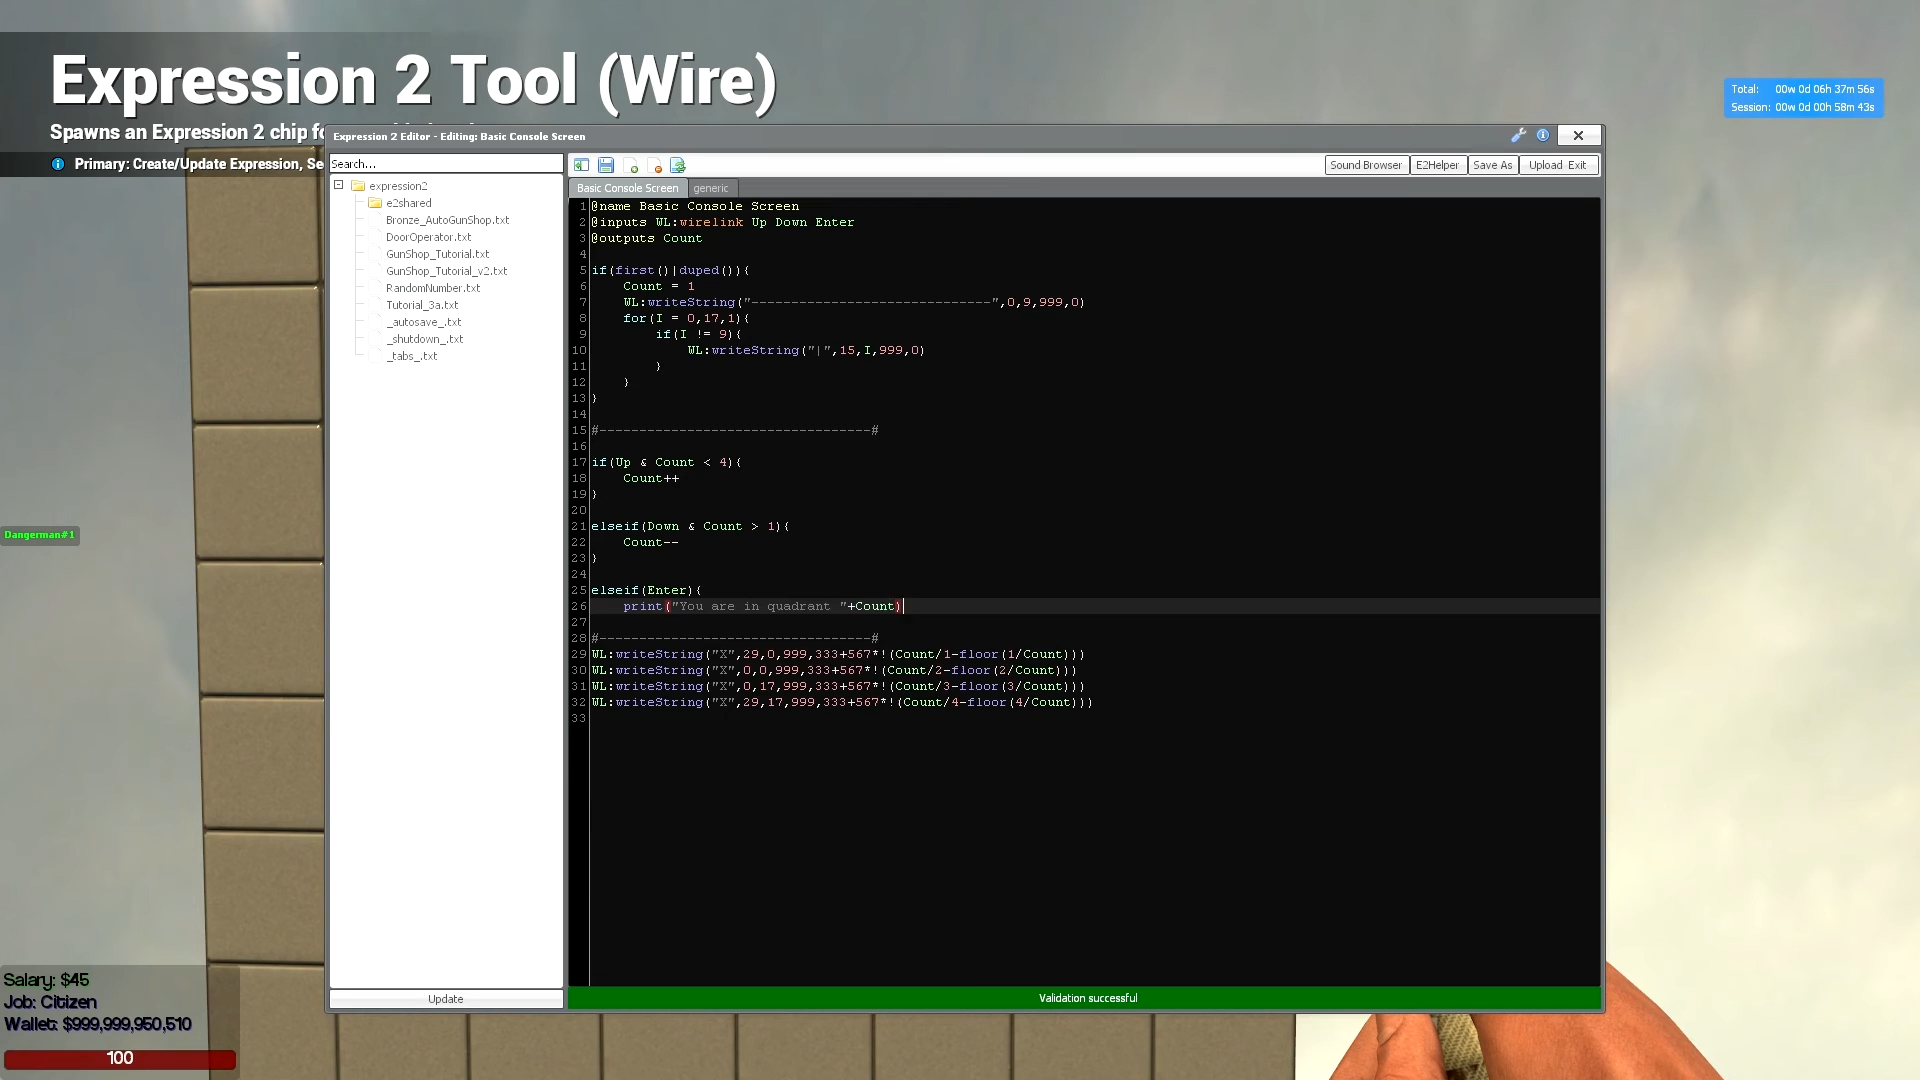 Expression 2 Tool (Wire)
Spawns an Expression 2 chip fo
Primary: Create/Update Expression, Se
Total: 00w 0d 06h 37m 56s
Session: 00w 0d 00h 58m 43s
Expression 2 Editor - Editing: Basic Console Screen
Search...
Sound Browser E2Helper Save As Upload Exit
Basic Console Screen generic
expression2
e2shared
Bronze_AutoGunShop.txt
DoorOperator.txt
GunShop_Tutorial.txt
GunShop_Tutorial_v2.txt
RandomNumber.txt
Tutorial_3a.txt
_autosave_.txt
_shutdown_.txt
_tabs_.txt
Update
1 @name Basic Console Screen
2 @inputs WL:wirelink Up Down Enter
3 @outputs Count
4
5 if(first()|duped()){
6 Count = 1
7 WL:writeString("------------------------------",0,9,999,0)
8 for(I = 0,17,1){
9 if(I != 9){
10 WL:writeString("|",15,I,999,0)
11 }
12 }
13 }
14
15 #----------------------------------#
16
17 if(Up & Count < 4){
18 Count++
19 }
20
21 elseif(Down & Count > 1){
22 Count--
23 }
24
25 elseif(Enter){
26 print("You are in quadrant "+Count)
27
28 #----------------------------------#
29 WL:writeString("X",29,0,999,333+567*!(Count/1-floor(1/Count)))
30 WL:writeString("X",0,0,999,333+567*!(Count/2-floor(2/Count)))
31 WL:writeString("X",0,17,999,333+567*!(Count/3-floor(3/Count)))
32 WL:writeString("X",29,17,999,333+567*!(Count/4-floor(4/Count)))
33
Validation successful
Dangerman#1
Salary: $45
Job: Citizen
Wallet: $999,999,950,510
100